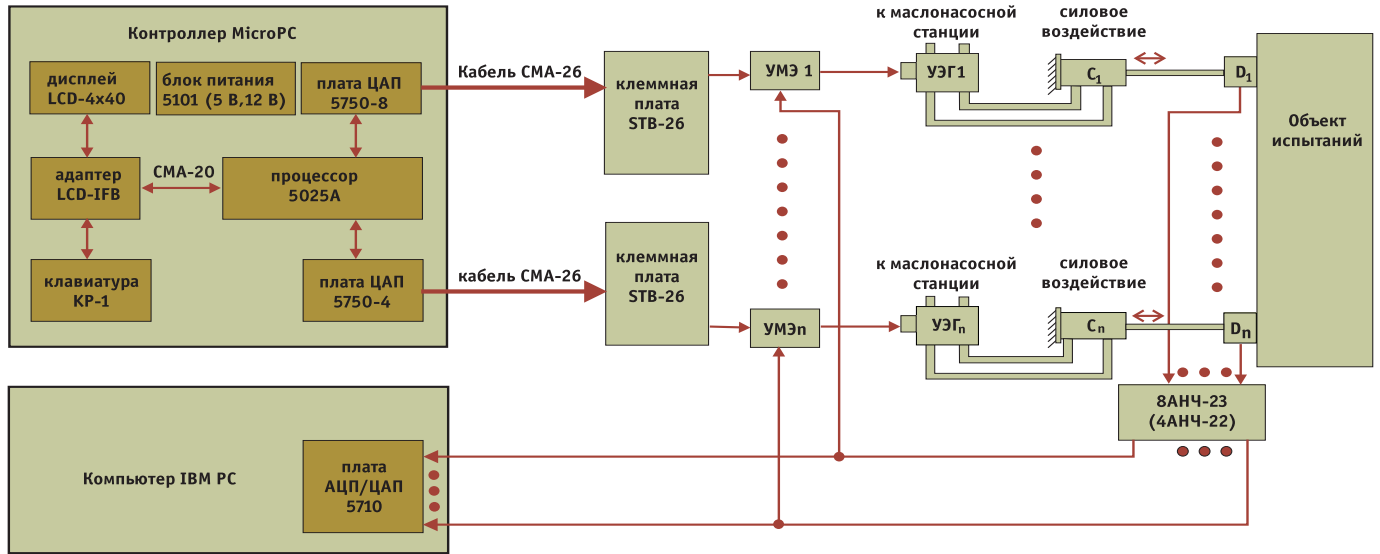 Контроллер MicroPC
дисплей
LCD-4x40
блок питания
5101 (5 В,12 В)
плата ЦАП
5750-8
адаптер
LCD-IFB
СМА-20
процессор
5025А
клавиатура
КР-1
плата ЦАП
5750-4
Кабель СМА-26
кабель СМА-26
клеммная
плата
STB-26
клеммная
плата
STB-26
УМЭ 1
УМЭn
к маслонасосной
станции
УЭГ1
силовое
воздействие
C1
D1
Объект
испытаний
к маслонасосной
станции
УЭГn
силовое
воздействие
Cn
Dn
8АНЧ-23
(4АНЧ-22)
Компьютер IBM PC
плата
АЦП/ЦАП
5710